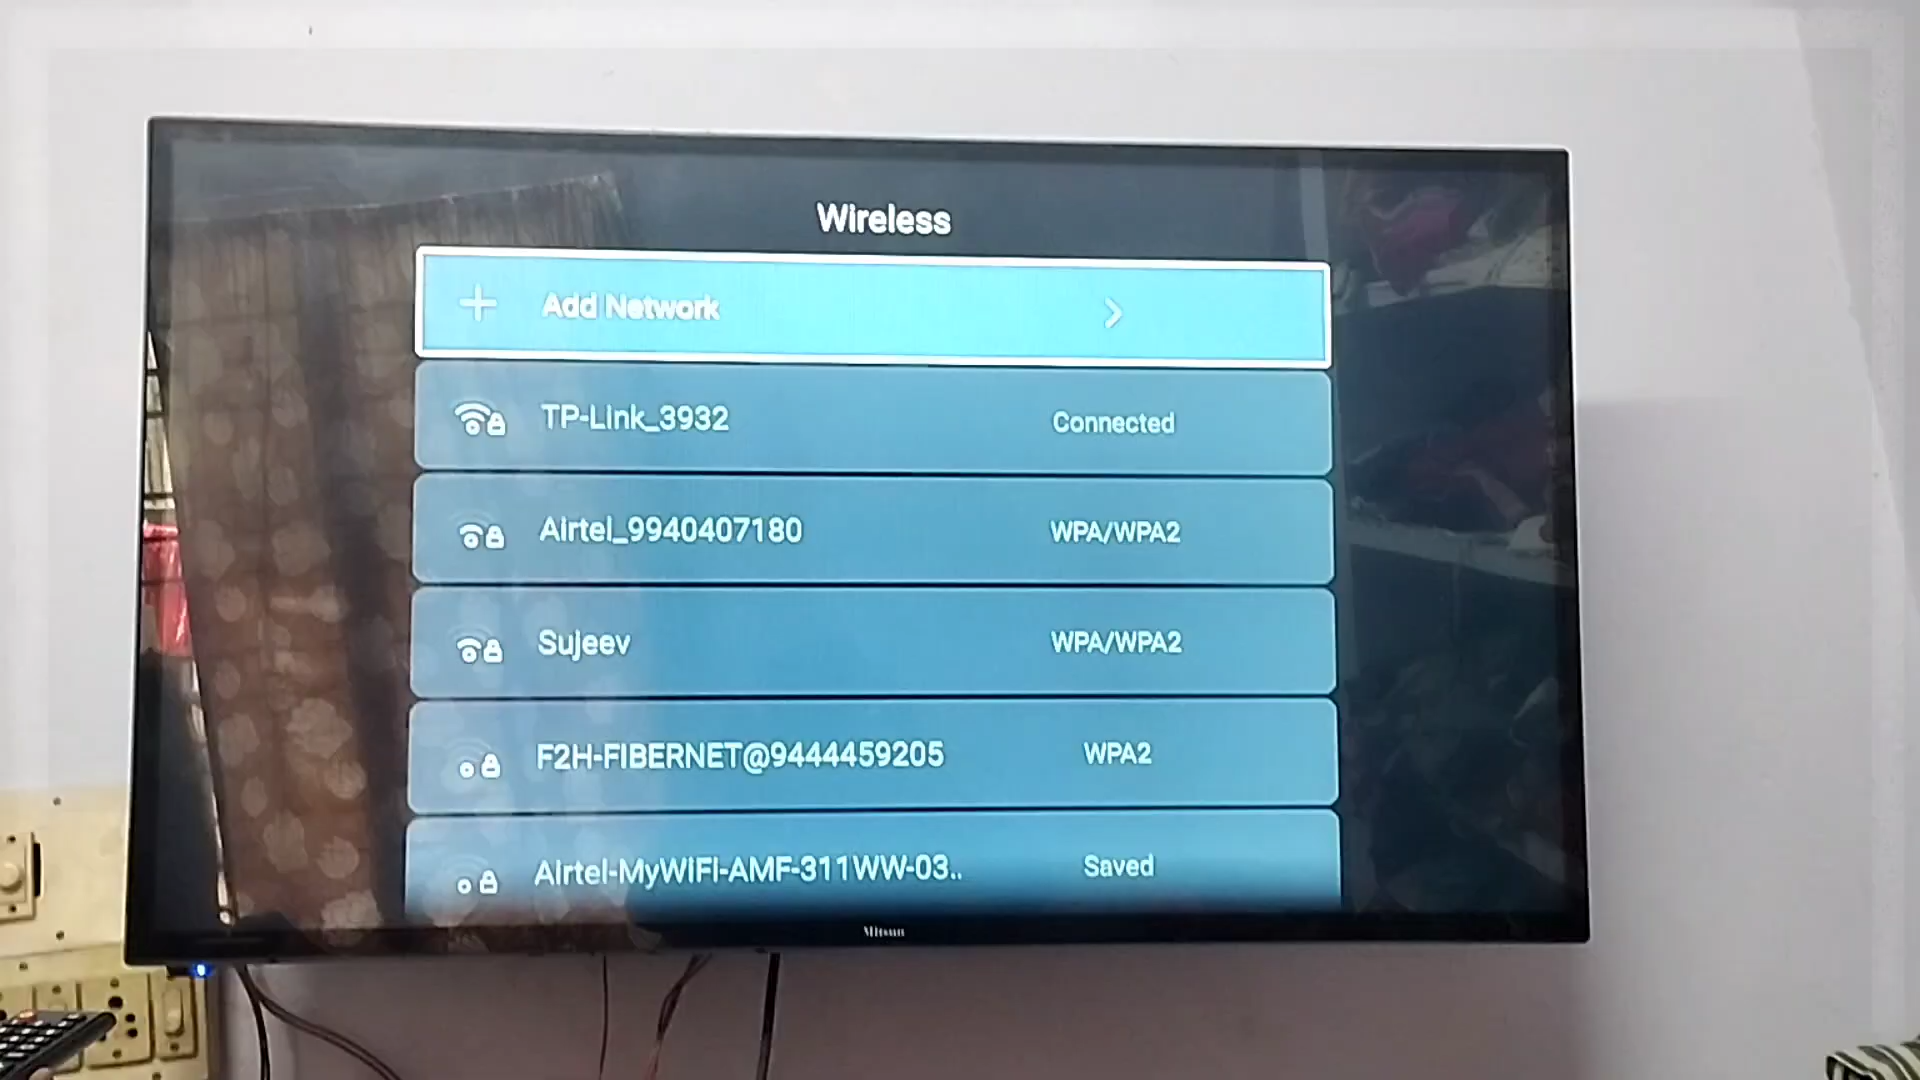 Wireless
Add Network
TP-Link_3932 Connected
Airtel_9940407180 WPA/WPA2
Sujeev WPA/WPA2
F2H-FIBERNET@9444459205 WPA2
Airtel-MyWiFi-AMF-311WW-03.. Saved
Mitsun